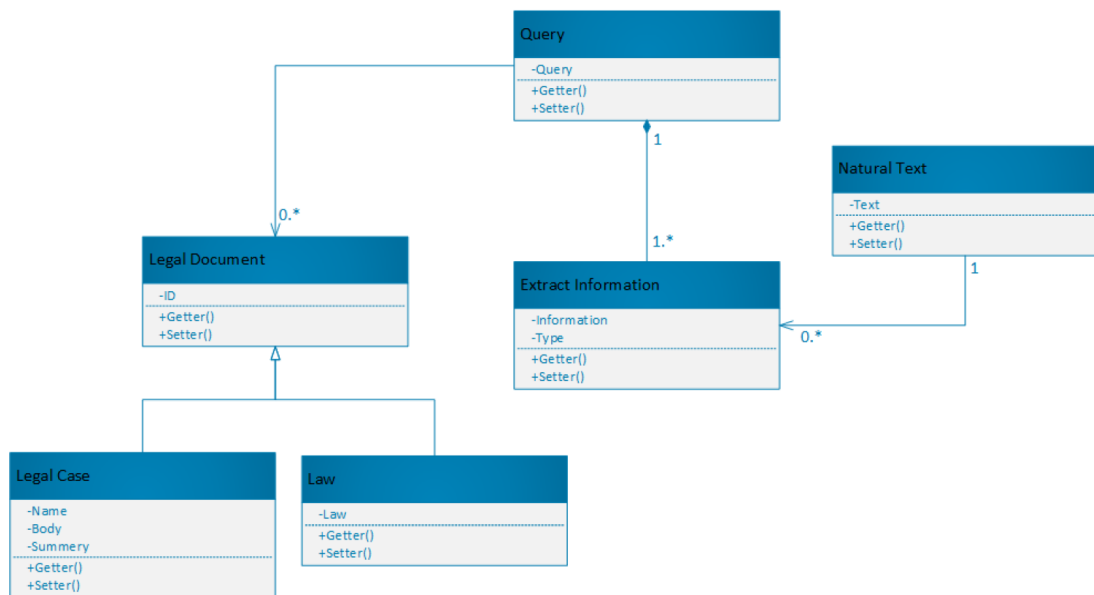 Query
-Query
+Getter()
+Setter()
1
Natural Text
-Text
+Getter()
+Setter()
1
0.*
Legal Document
-ID
+Getter()
+Setter()
1.*
Extract Information
-Information
-Type
+Getter()
+Setter()
0.*
Legal Case
-Name
-Body
-Summery
+Getter()
+Setter()
Law
-Law
+Getter()
+Setter()